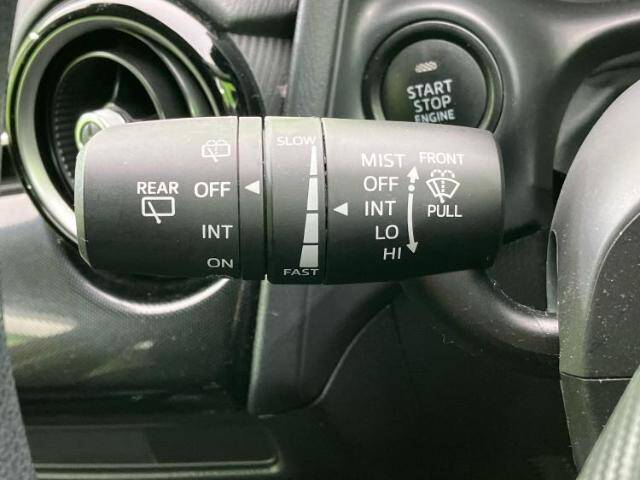 START
STOP
ENGINE
REAR
OFF
INT
ON
SLOW
FAST
MIST
OFF
INT
LO
HI
FRONT
PULL